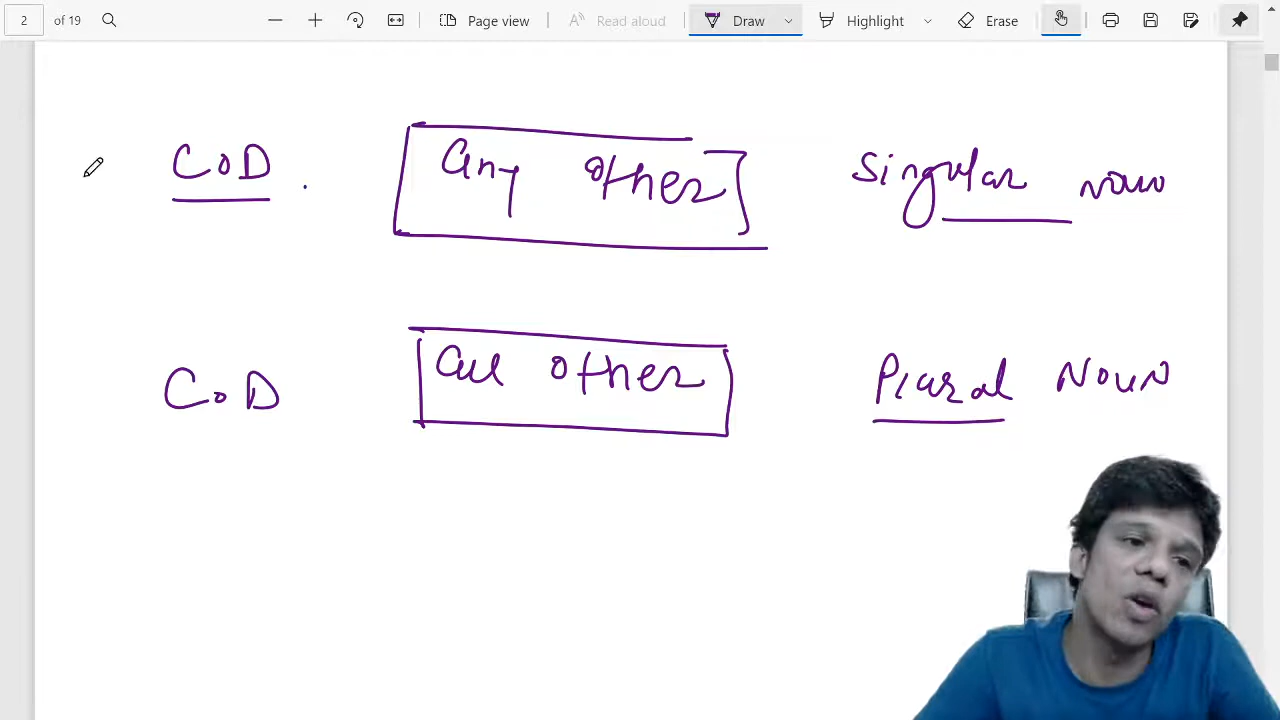 2 of 19 Page view Read aloud Draw Highlight Erase
CoD . any other Singular noun
CoD all other Plural Noun